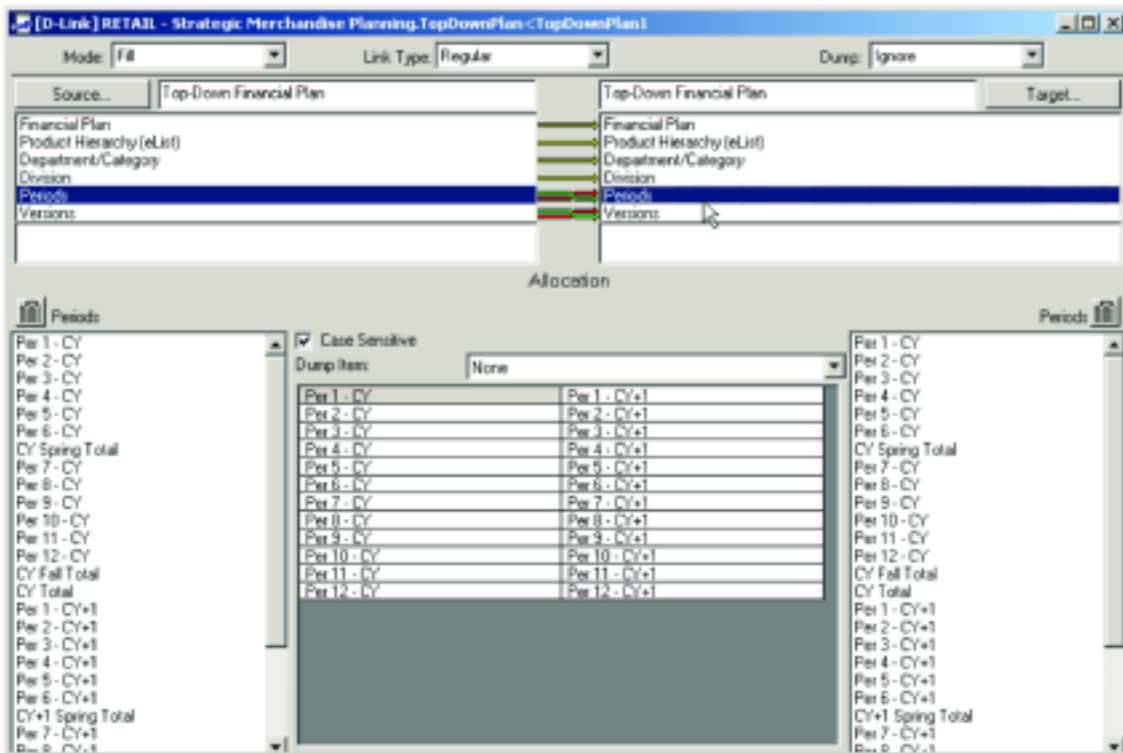 [D-Link] RETAIL - Strategic Merchandise Planning.TopDownPlan<TopDownPlan1
Mode: Fill Link Type: Regular Dump: Ignore
Source... Top-Down Financial Plan Top-Down Financial Plan Target...
Financial Plan Financial Plan
Product Hierarchy (eList) Product Hierarchy (eList)
Department/Category Department/Category
Division Division
Periods Periods
Versions Versions
Allocation
Periods Periods
Case Sensitive
Dump Item: None
Per 1 - CY
Per 2 - CY
Per 3 - CY
Per 4 - CY
Per 5 - CY
Per 6 - CY
CY Spring Total
Per 7 - CY
Per 8 - CY
Per 9 - CY
Per 10 - CY
Per 11 - CY
Per 12 - CY
CY Fall Total
CY Total
Per 1 - CY+1
Per 2 - CY+1
Per 3 - CY+1
Per 4 - CY+1
Per 5 - CY+1
Per 6 - CY+1
CY+1 Spring Total
Per 7 - CY+1
Per 8 - CY+1
Per 1 - CY Per 1 - CY+1
Per 2 - CY Per 2 - CY+1
Per 3 - CY Per 3 - CY+1
Per 4 - CY Per 4 - CY+1
Per 5 - CY Per 5 - CY+1
Per 6 - CY Per 6 - CY+1
Per 7 - CY Per 7 - CY+1
Per 8 - CY Per 8 - CY+1
Per 9 - CY Per 9 - CY+1
Per 10 - CY Per 10 - CY+1
Per 11 - CY Per 11 - CY+1
Per 12 - CY Per 12 - CY+1
Per 1 - CY
Per 2 - CY
Per 3 - CY
Per 4 - CY
Per 5 - CY
Per 6 - CY
CY Spring Total
Per 7 - CY
Per 8 - CY
Per 9 - CY
Per 10 - CY
Per 11 - CY
Per 12 - CY
CY Fall Total
CY Total
Per 1 - CY+1
Per 2 - CY+1
Per 3 - CY+1
Per 4 - CY+1
Per 5 - CY+1
Per 6 - CY+1
CY+1 Spring Total
Per 7 - CY+1
Per 8 - CY+1